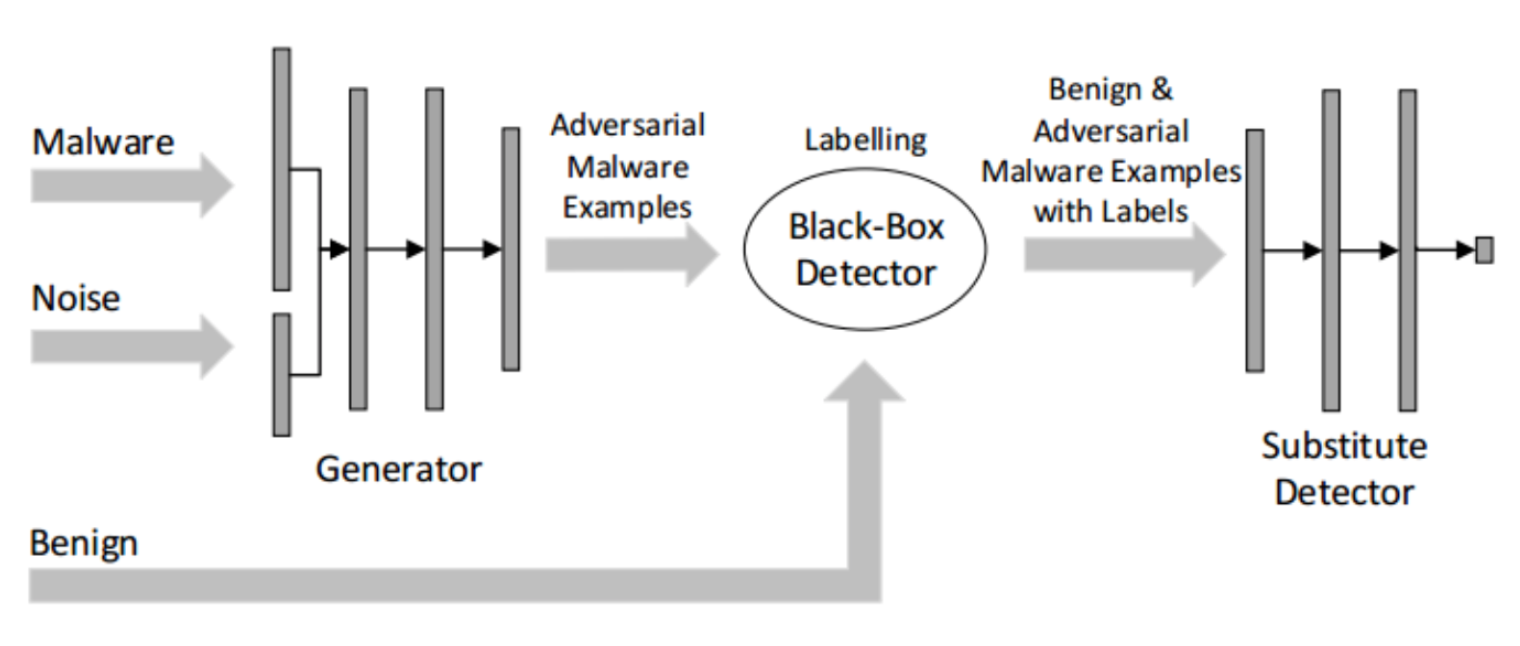 Malware
Noise
Generator
Benign
Adversarial
Malware
Examples
Labelling
Black-Box
Detector
Benign &
Adversarial
Malware Examples
with Labels
Substitute
Detector